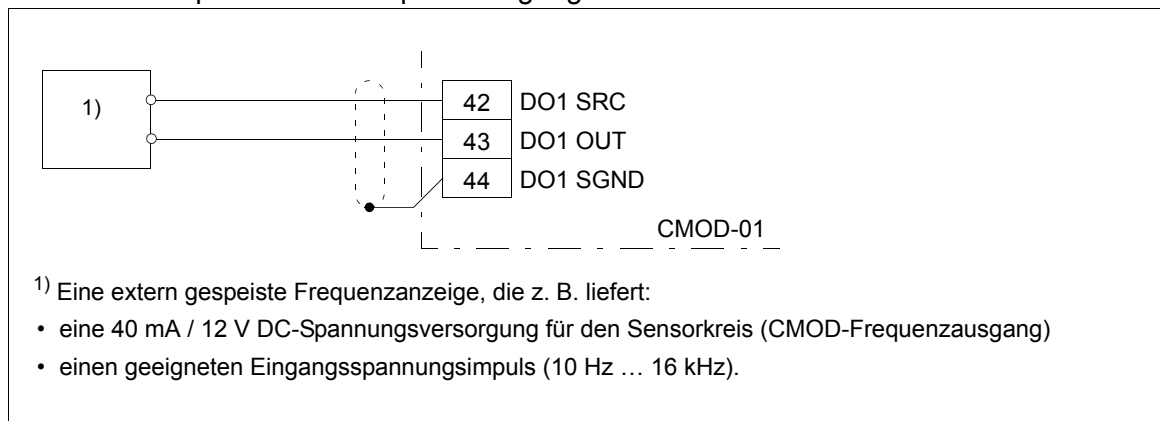 1)
42 DO1 SRC
43 DO1 OUT
44 DO1 SGND
CMOD-01
1) Eine extern gespeiste Frequenzanzeige, die z. B. liefert:
• eine 40 mA / 12 V DC-Spannungsversorgung für den Sensorkreis (CMOD-Frequenzausgang)
• einen geeigneten Eingangsspannungsimpuls (10 Hz … 16 kHz).